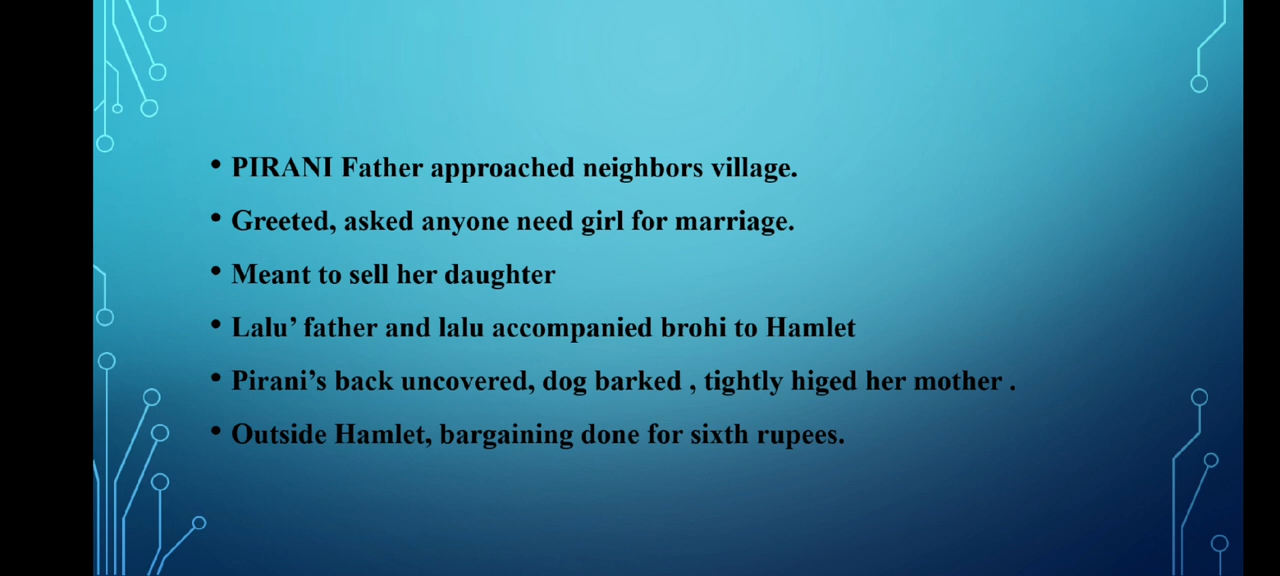 • PIRANI Father approached neighbors village.
• Greeted, asked anyone need girl for marriage.
• Meant to sell her daughter
• Lalu’ father and lalu accompanied brohi to Hamlet
• Pirani’s back uncovered, dog barked , tightly higed her mother .
• Outside Hamlet, bargaining done for sixth rupees.